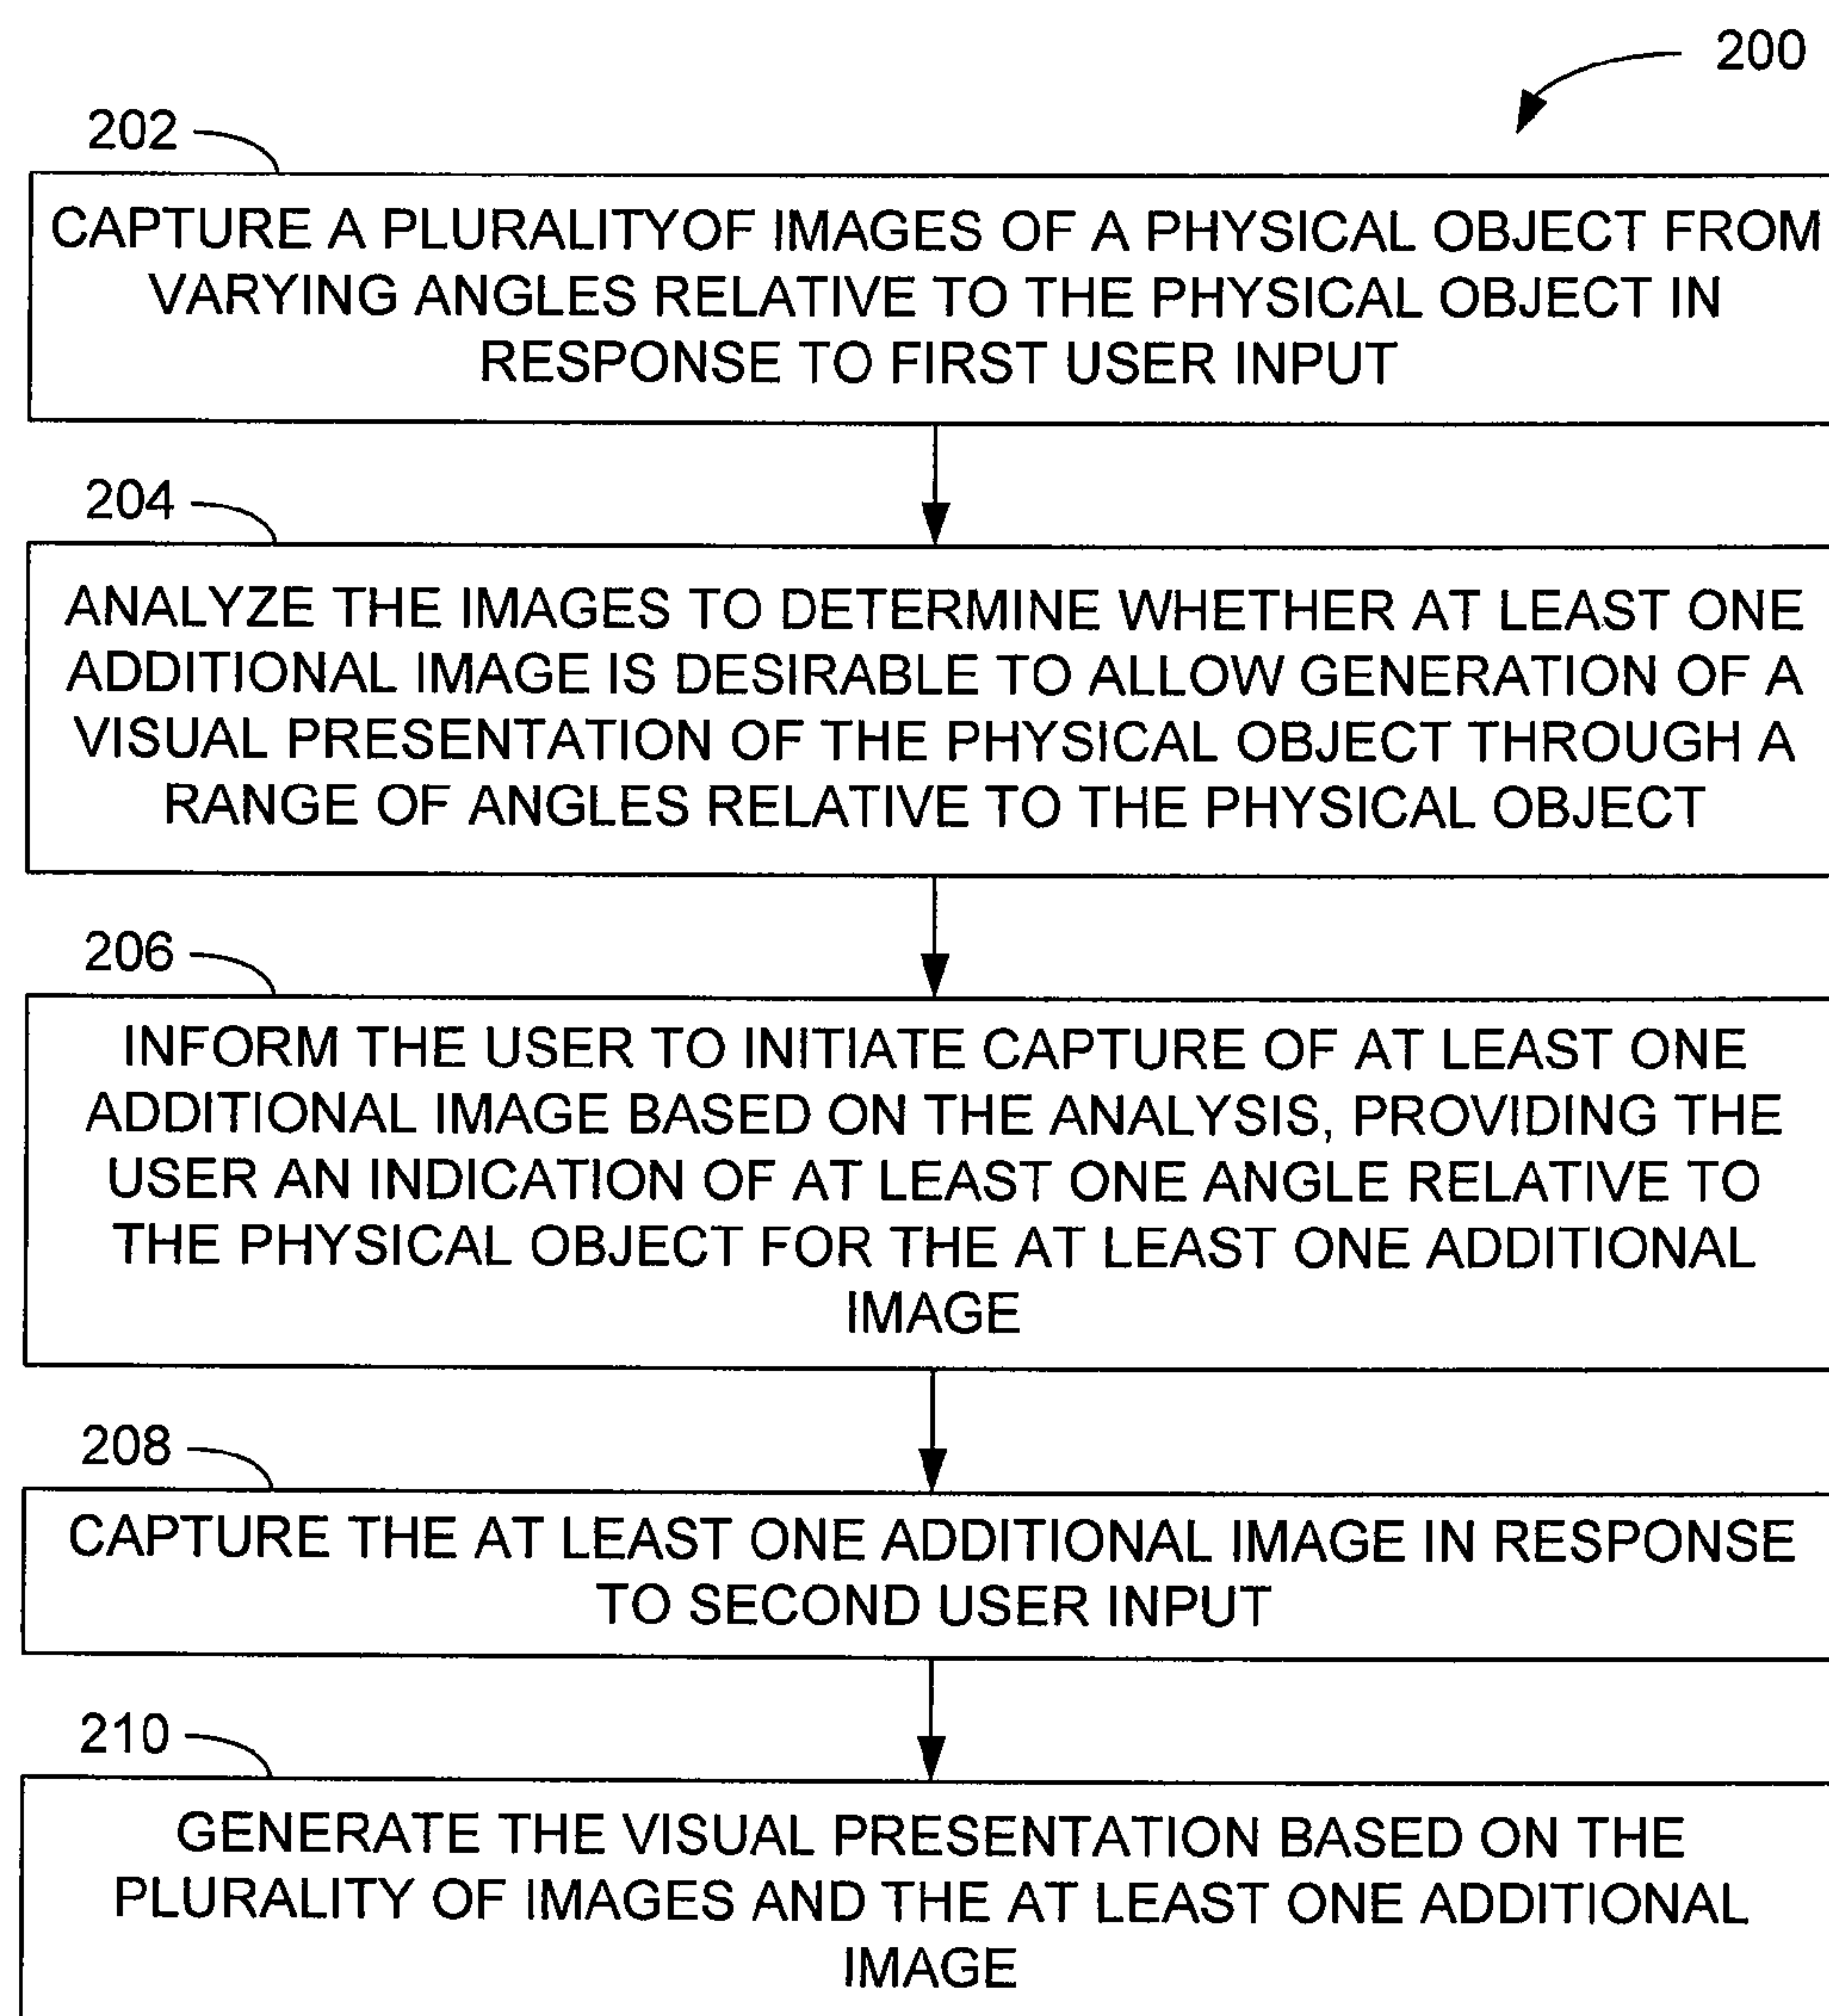 200
202
CAPTURE A PLURALITYOF IMAGES OF A PHYSICAL OBJECT FROM
VARYING ANGLES RELATIVE TO THE PHYSICAL OBJECT IN
RESPONSE TO FIRST USER INPUT
204
ANALYZE THE IMAGES TO DETERMINE WHETHER AT LEAST ONE
ADDITIONAL IMAGE IS DESIRABLE TO ALLOW GENERATION OF A
VISUAL PRESENTATION OF THE PHYSICAL OBJECT THROUGH A
RANGE OF ANGLES RELATIVE TO THE PHYSICAL OBJECT
206
INFORM THE USER TO INITIATE CAPTURE OF AT LEAST ONE
ADDITIONAL IMAGE BASED ON THE ANALYSIS, PROVIDING THE
USER AN INDICATION OF AT LEAST ONE ANGLE RELATIVE TO
THE PHYSICAL OBJECT FOR THE AT LEAST ONE ADDITIONAL
IMAGE
208
CAPTURE THE AT LEAST ONE ADDITIONAL IMAGE IN RESPONSE
TO SECOND USER INPUT
210
GENERATE THE VISUAL PRESENTATION BASED ON THE
PLURALITY OF IMAGES AND THE AT LEAST ONE ADDITIONAL
IMAGE